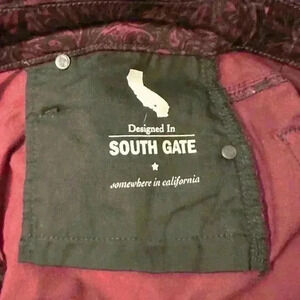 Designed In
SOUTH GATE
somewhere in california